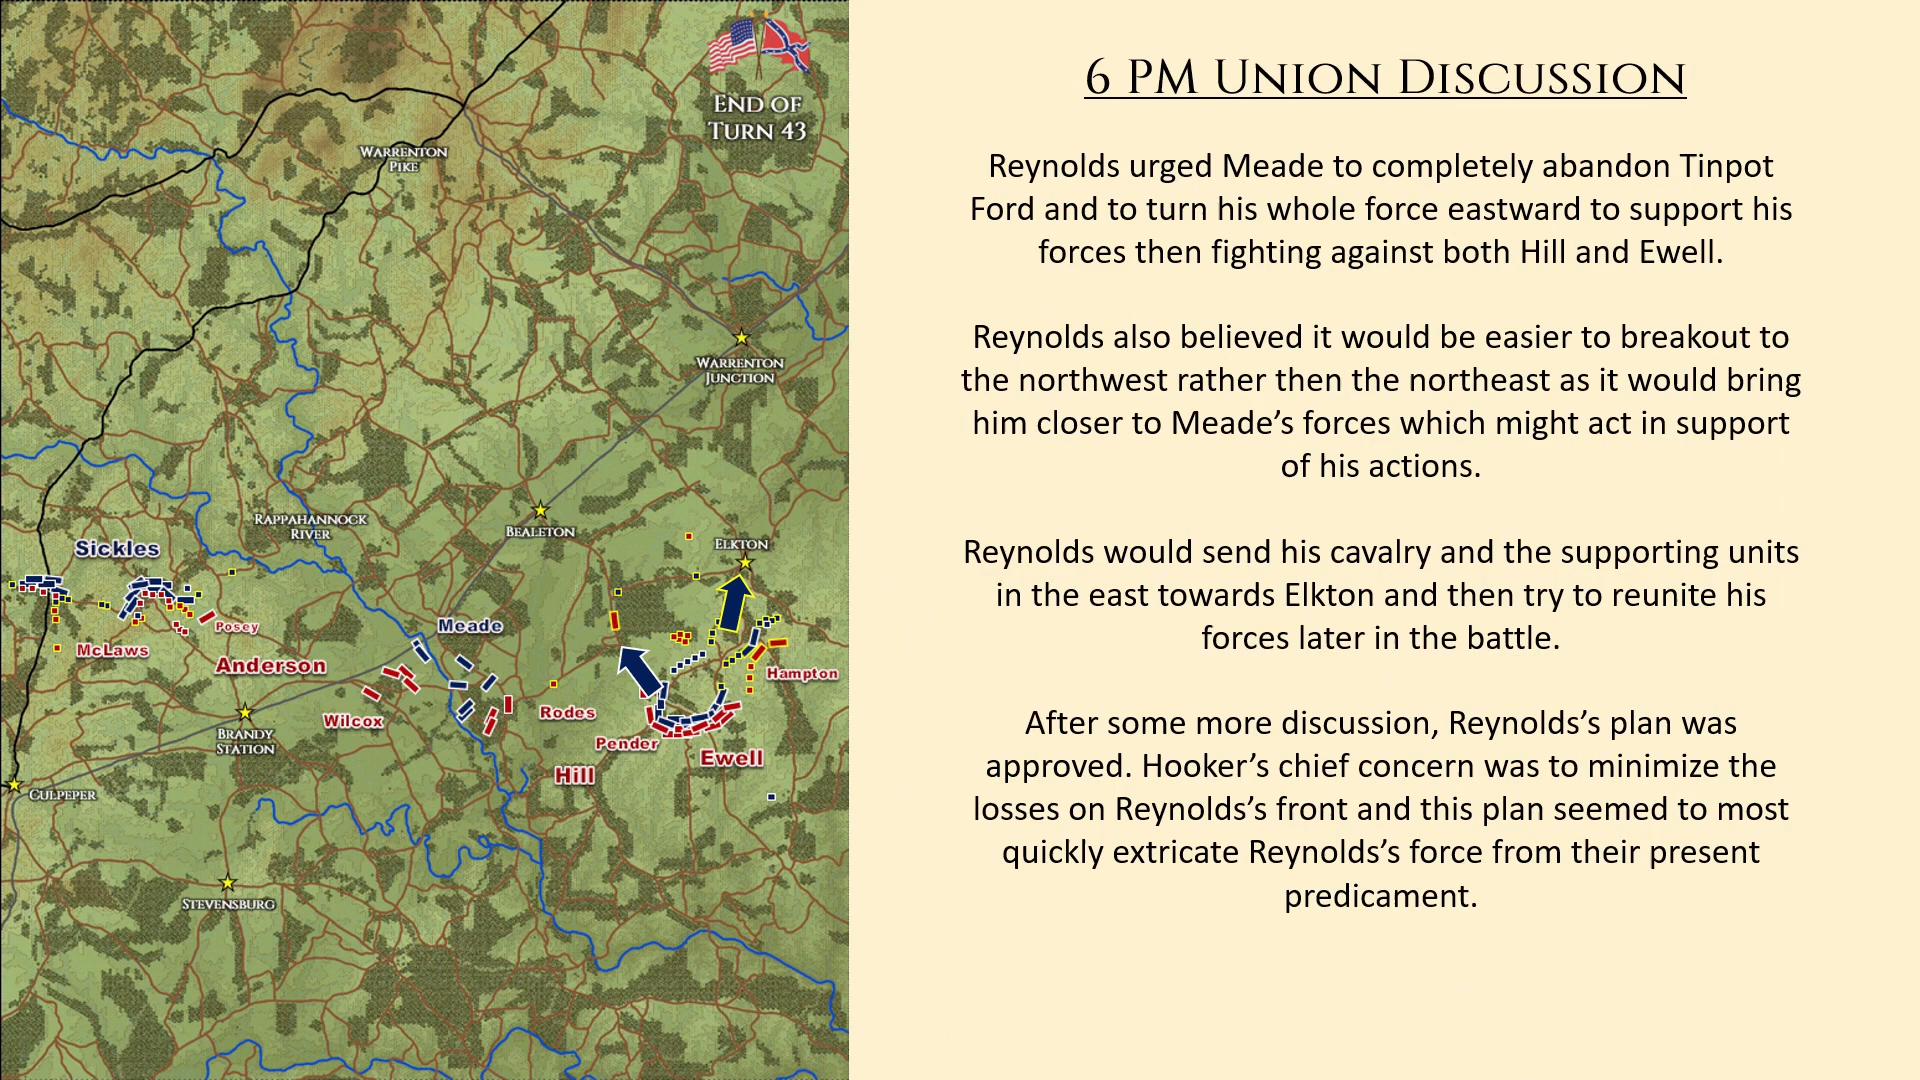 END OF
TURN 43
WARRENTON
PIKE
WARRENTON
JUNCTION
RAPPAHANNOCK
RIVER
BEALETON
ELKTON
Sickles
Meade
Posey
McLaws
Anderson
Hampton
Wilcox
Rodes
Pender
Ewell
Hill
BRANDY
STATION
CULPEPER
STEVENSBURG
6 PM UNION DISCUSSION
Reynolds urged Meade to completely abandon Tinpot
Ford and to turn his whole force eastward to support his
forces then fighting against both Hill and Ewell.
Reynolds also believed it would be easier to breakout to
the northwest rather then the northeast as it would bring
him closer to Meade’s forces which might act in support
of his actions.
Reynolds would send his cavalry and the supporting units
in the east towards Elkton and then try to reunite his
forces later in the battle.
After some more discussion, Reynolds’s plan was
approved. Hooker’s chief concern was to minimize the
losses on Reynolds’s front and this plan seemed to most
quickly extricate Reynolds’s force from their present
predicament.